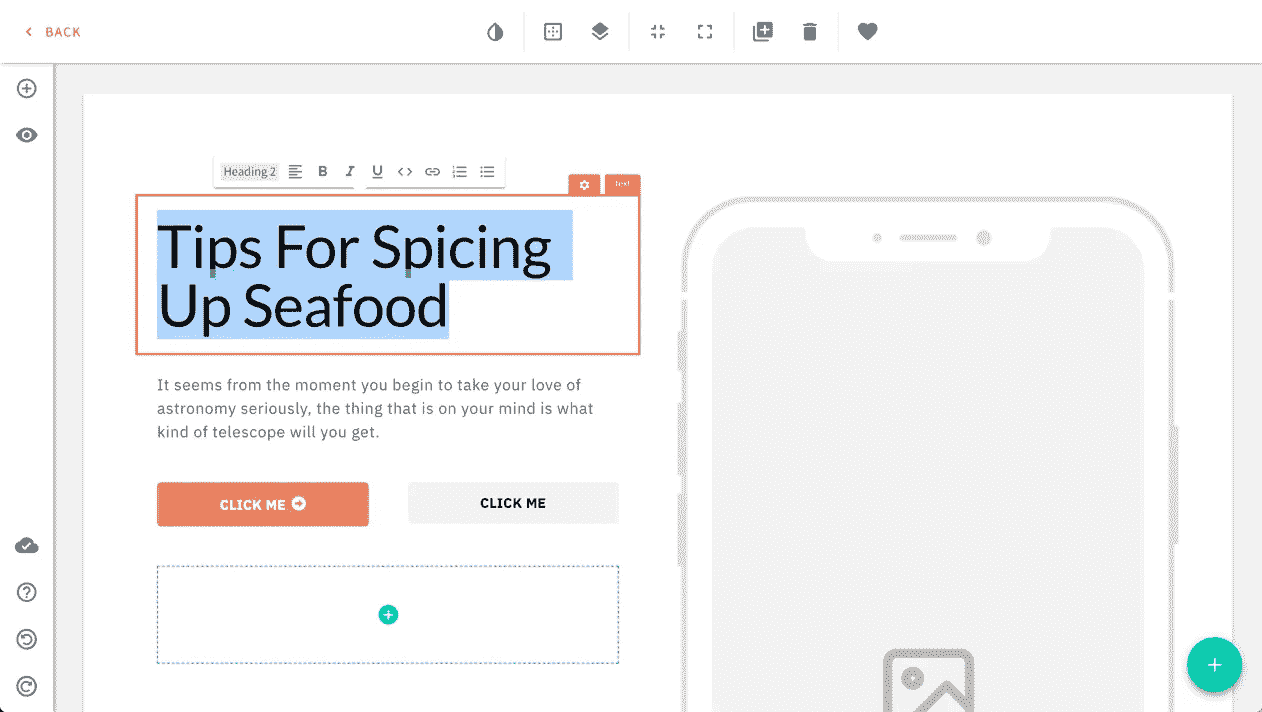 BACK
Heading 2
Text
Tips For Spicing
Up Seafood
It seems from the moment you begin to take your love of
astronomy seriously, the thing that is on your mind is what
kind of telescope will you get.
CLICK ME
CLICK ME